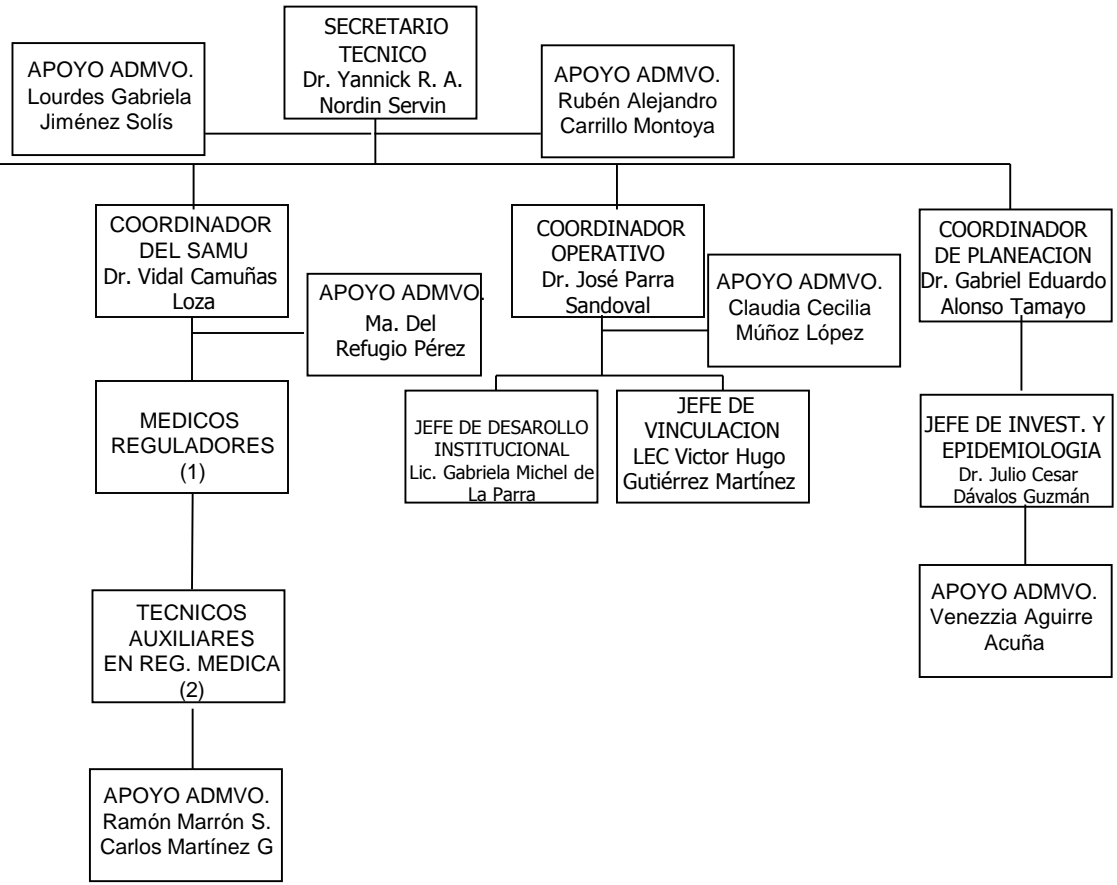 SECRETARIO
TECNICO
Dr. Yannick R. A.
Nordin Servin
APOYO ADMVO.
Lourdes Gabriela
Jiménez Solís
APOYO ADMVO.
Rubén Alejandro
Carrillo Montoya
COORDINADOR
DEL SAMU
Dr. Vidal Camuñas
Loza
APOYO ADMVO.
Ma. Del
Refugio Pérez
MEDICOS
REGULADORES
(1)
TECNICOS
AUXILIARES
EN REG. MEDICA
(2)
APOYO ADMVO.
Ramón Marrón S.
Carlos Martínez G
COORDINADOR
OPERATIVO
Dr. José Parra
Sandoval
APOYO ADMVO.
Claudia Cecilia
Múñoz López
JEFE DE DESAROLLO
INSTITUCIONAL
Lic. Gabriela Michel de
La Parra
JEFE DE
VINCULACION
LEC Victor Hugo
Gutiérrez Martínez
COORDINADOR
DE PLANEACION
Dr. Gabriel Eduardo
Alonso Tamayo
JEFE DE INVEST. Y
EPIDEMIOLOGIA
Dr. Julio Cesar
Dávalos Guzmán
APOYO ADMVO.
Venezzia Aguirre
Acuña